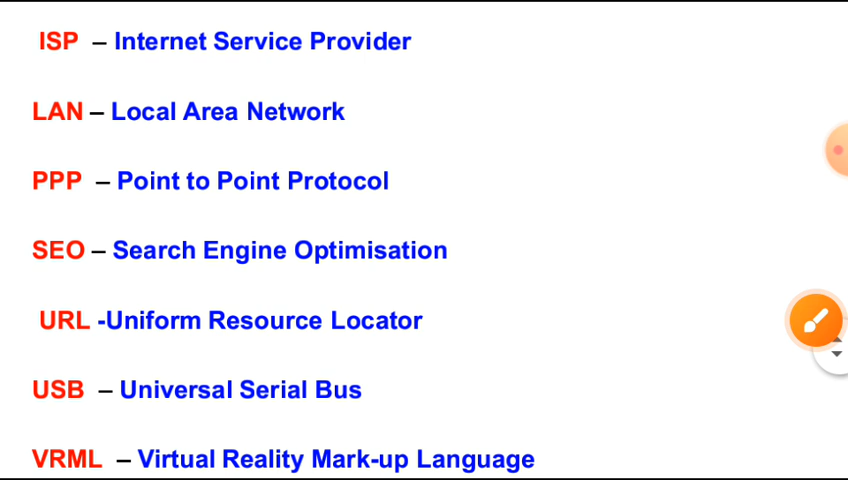 ISP – Internet Service Provider
LAN – Local Area Network
PPP – Point to Point Protocol
SEO – Search Engine Optimisation
URL -Uniform Resource Locator
USB – Universal Serial Bus
VRML – Virtual Reality Mark-up Language